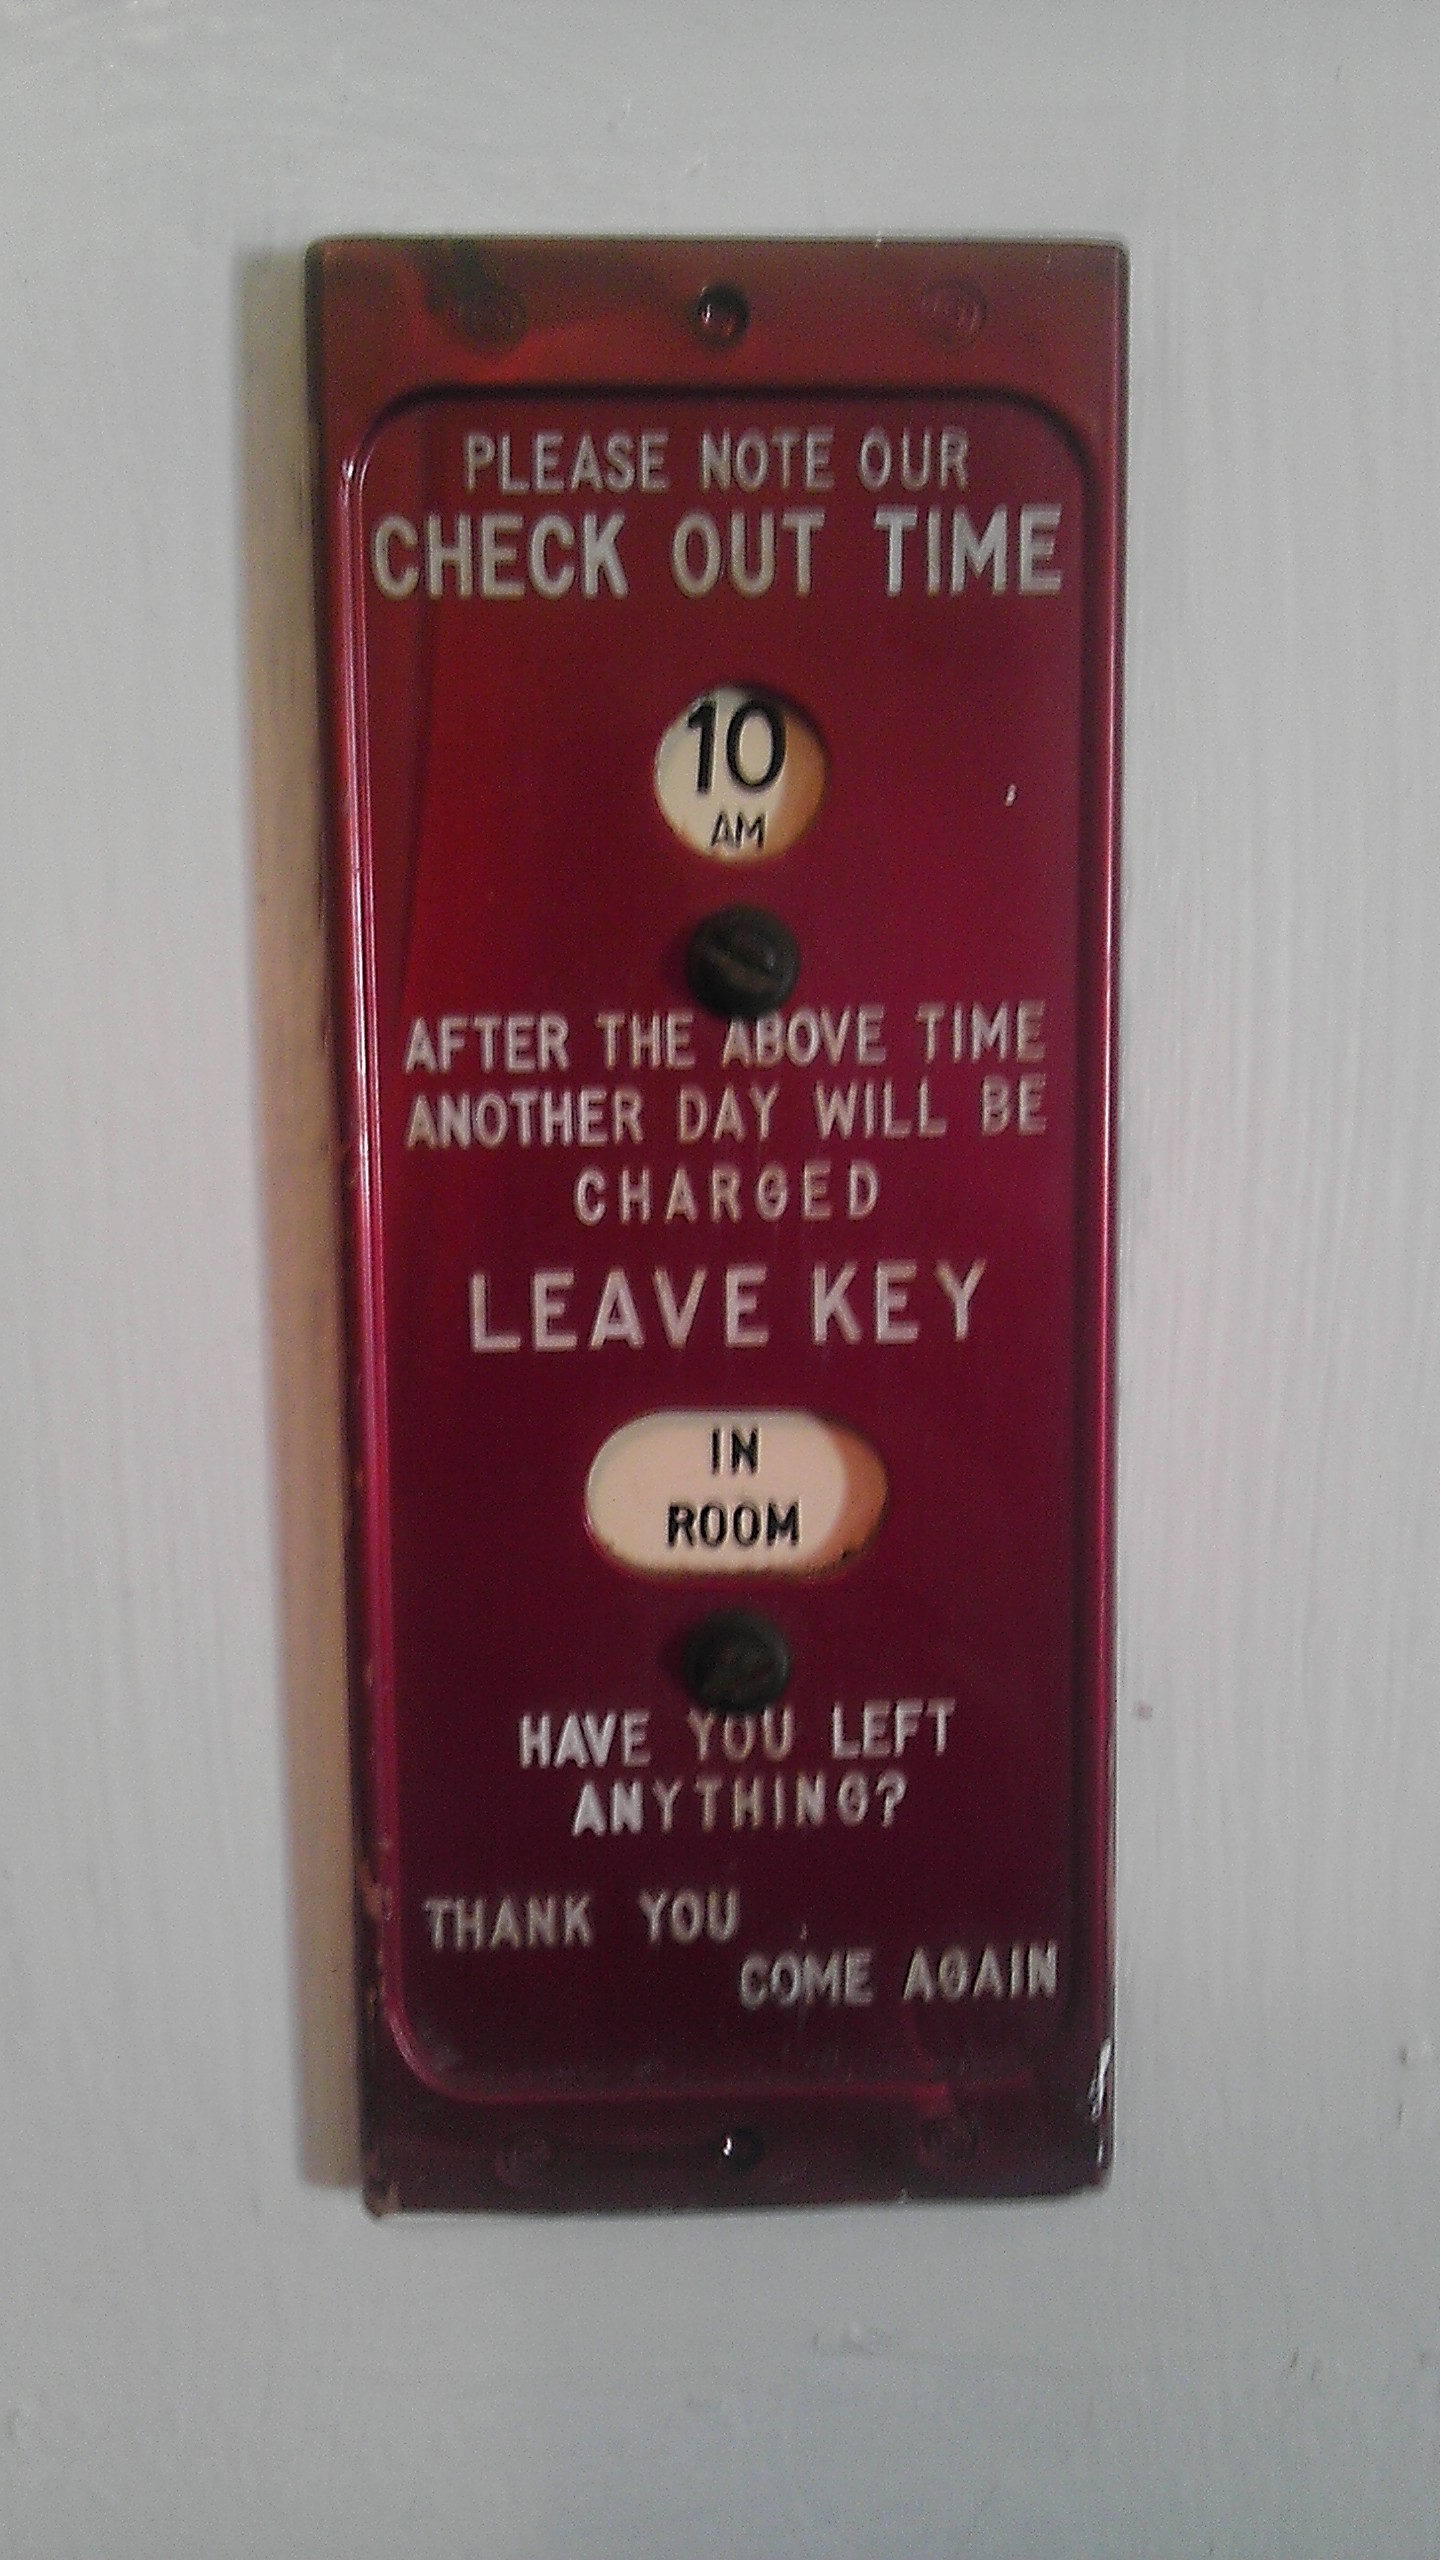 PLEASE NOTE OUR
CHECK OUT TIME
10
AM
AFTER THE ABOVE TIME
ANOTHER DAY WILL BE
CHARGED
LEAVE KEY
IN
ROOM
HAVE YOU LEFT
ANYTHING?
THANK YOU
COME AGAIN